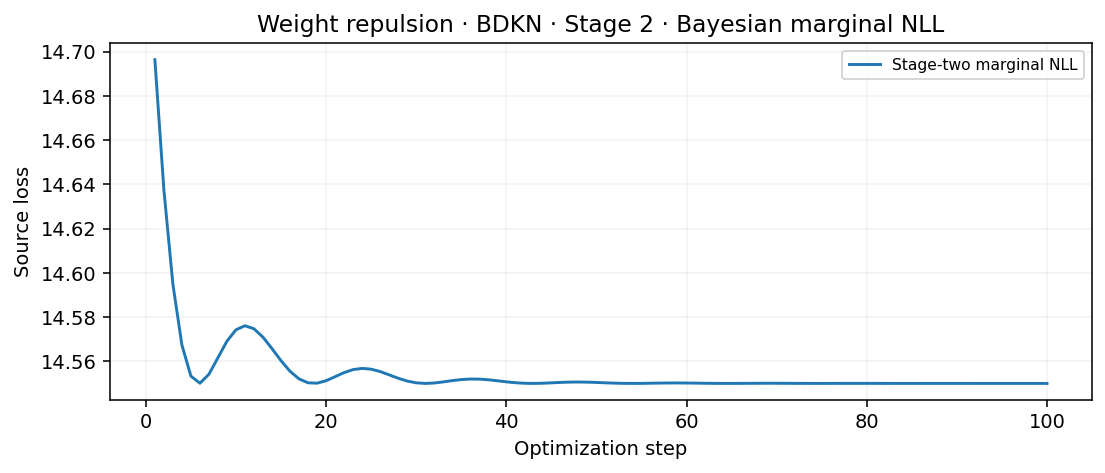 Weight repulsion · BDKN · Stage 2 · Bayesian marginal NLL
Stage-two marginal NLL
Source loss
14.70
14.68
14.66
14.64
14.62
14.60
14.58
14.56
0 20 40 60 80 100
Optimization step